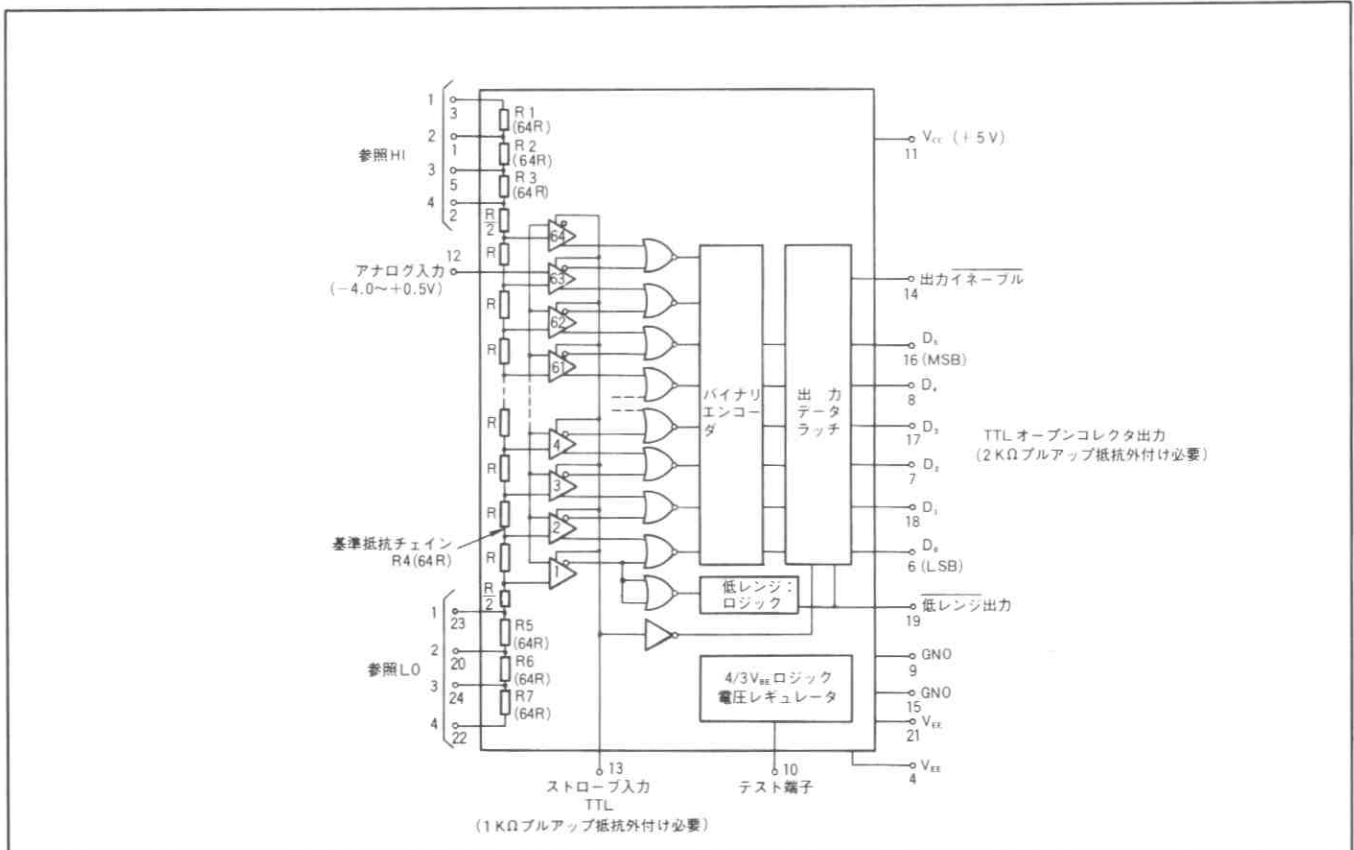 参照HI
1
3
2
1
3
5
4
2
R1
(64R)
R2
(64R)
R3
(64R)
R/2
R
R
R
R
R
R
R
R/2
12
アナログ入力
(−4.0〜+0.5V)
基準抵抗チェイン
R4(64R)
参照LO
1
23
2
20
3
24
4
22
R5
(64R)
R6
(64R)
R7
(64R)
64
63
62
61
4
3
2
1
バイナリ
エンコー
ダ
出 力
データ
ラッチ
低レンジ:
ロジック
4/3VEEロジック
電圧レギュレータ
VCC (+5V)
11
出力イネーブル
14
D5
16 (MSB)
D4
8
D3
17
D2
7
D1
18
D0
6 (LSB)
TTLオープンコレクタ出力
(2KΩプルアップ抵抗外付け必要)
低レンジ出力
19
GNO
9
GNO
15
VEE
21
VEE
4
13
ストローブ入力
TTL
(1KΩプルアップ抵抗外付け必要)
10
テスト端子